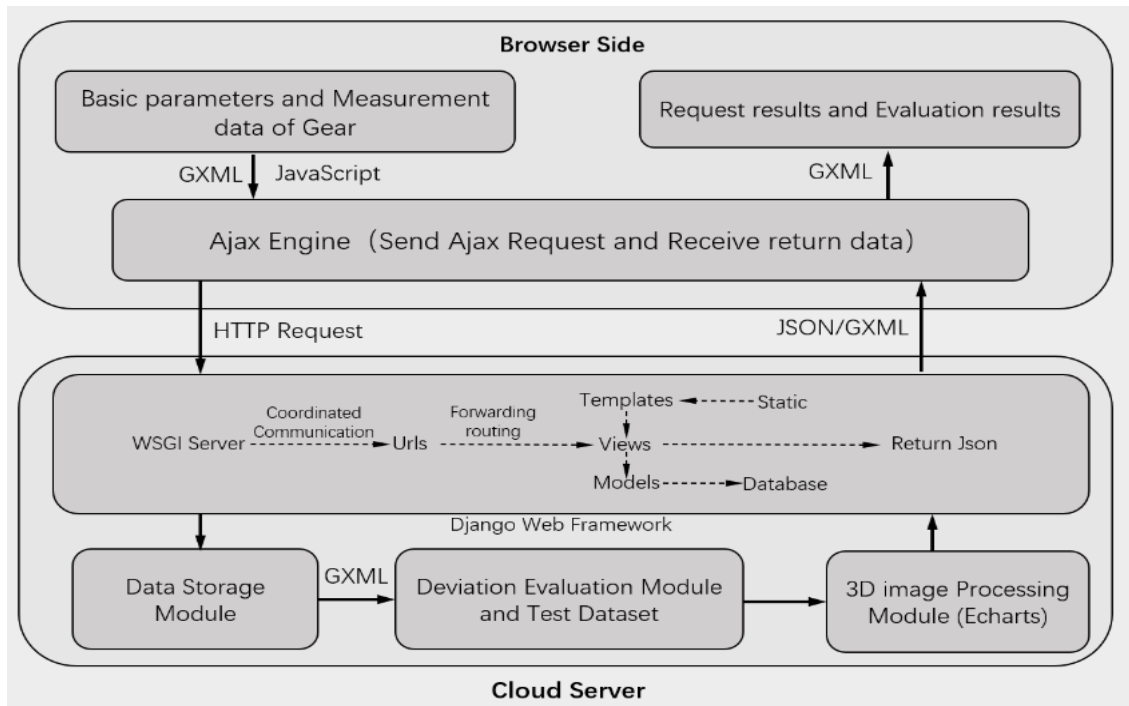 Browser Side
Basic parameters and Measurement
data of Gear
Request results and Evaluation results
GXML
JavaScript
GXML
Ajax Engine（Send Ajax Request and Receive return data）
HTTP Request
JSON/GXML
Templates
Static
Coordinated
Communication
Forwarding
routing
WSGI Server
Urls
Views
Return Json
Models
Database
Django Web Framework
Data Storage
Module
GXML
Deviation Evaluation Module
and Test Dataset
3D image Processing
Module (Echarts)
Cloud Server